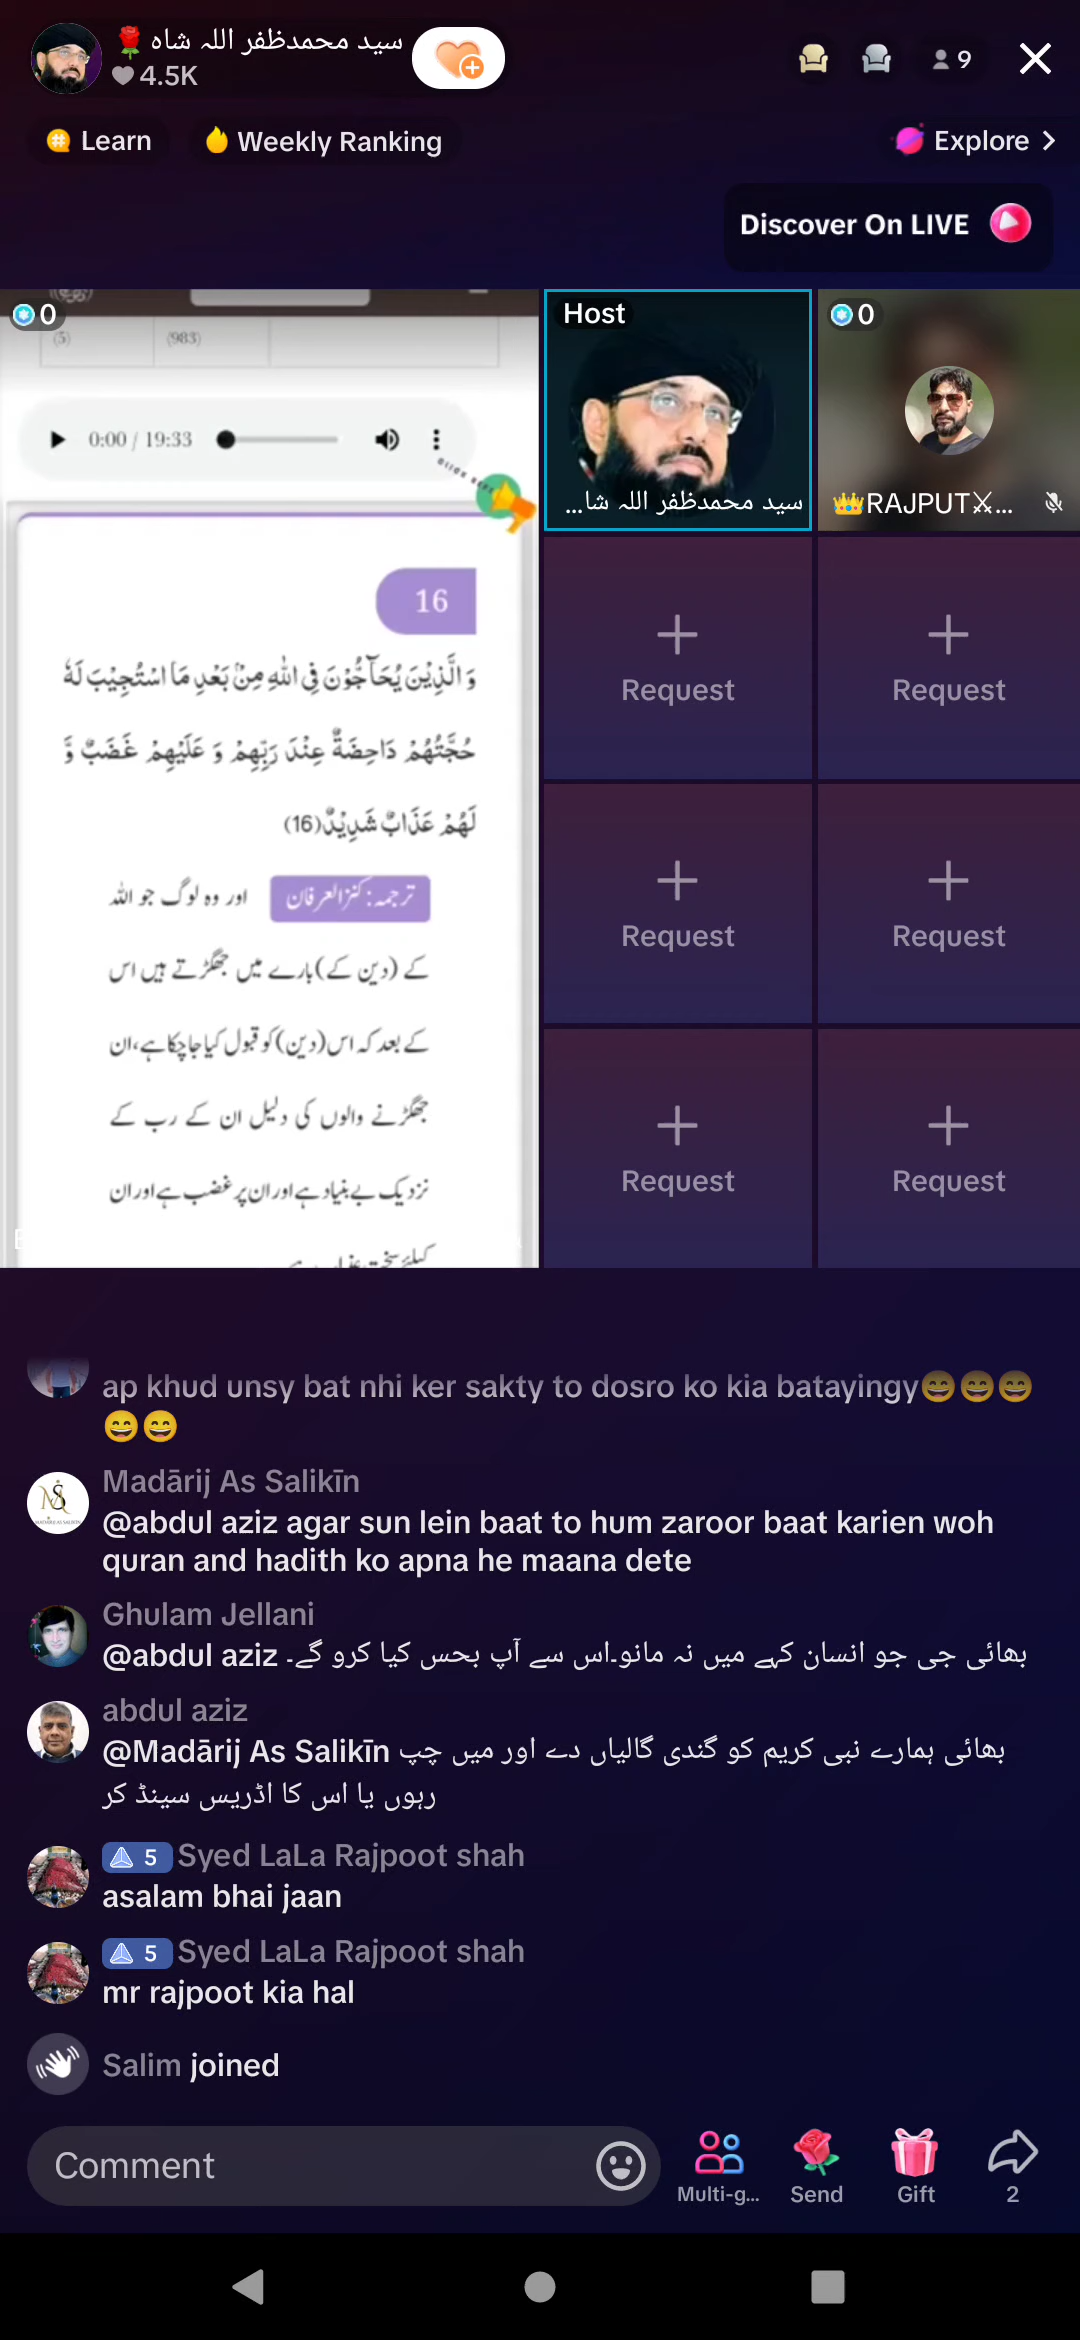 سید محمدظفر اللہ شاہ🌹
4.5K
9
Learn
Weekly Ranking
Explore
Discover On LIVE
0
(5)
(983)
0:00 / 19:33
16
وَ الَّذِیْنَ یُحَآجُّوْنَ فِی اللّٰهِ مِنْۢ بَعْدِ مَا اسْتُجِیْبَ لَهٗ
حُجَّتُهُمْ دَاحِضَةٌ عِنْدَ رَبِّهِمْ وَ عَلَیْهِمْ غَضَبٌ وَّ
لَهُمْ عَذَابٌ شَدِیْدٌ(16)
ترجمہ: کنزالعرفان
اور وہ لوگ جو اللہ
کے (دین کے)بارے میں جھگڑتے ہیں اس
کے بعد کہ اس(دین)کو قبول کیا جاچکا ہے،ان
جھگڑنے والوں کی دلیل ان کے رب کے
نزدیک بے بنیاد ہے اور ان پر غضب ہے اور ان
Host
سید محمدظفر اللہ شا...
0
👑RAJPUT⚔...
Request
Request
Request
Request
Request
Request
ap khud unsy bat nhi ker sakty to dosro ko kia batayingy😄😄😄
😄😄
Madārij As Salikīn
@abdul aziz agar sun lein baat to hum zaroor baat karien woh
quran and hadith ko apna he maana dete
Ghulam Jellani
@abdul aziz بھائی جی جو انسان کہے میں نہ مانو۔اس سے آپ بحس کیا کرو گے۔
abdul aziz
@Madārij As Salikīn بھائی ہمارے نبی کریم کو گندی گالیاں دے اور میں چپ
رہوں یا اس کا اڈریس سینڈ کر
5 Syed LaLa Rajpoot shah
asalam bhai jaan
5 Syed LaLa Rajpoot shah
mr rajpoot kia hal
Salim joined
Comment
Multi-g...
Send
Gift
2